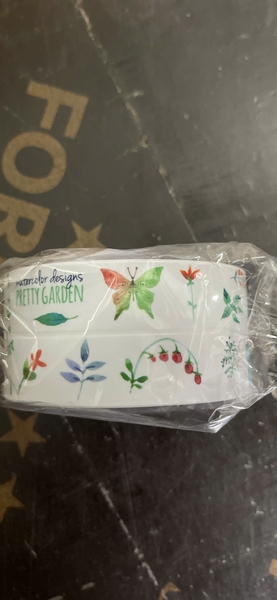 FOR
watercolor designs
PRETTY GARDEN